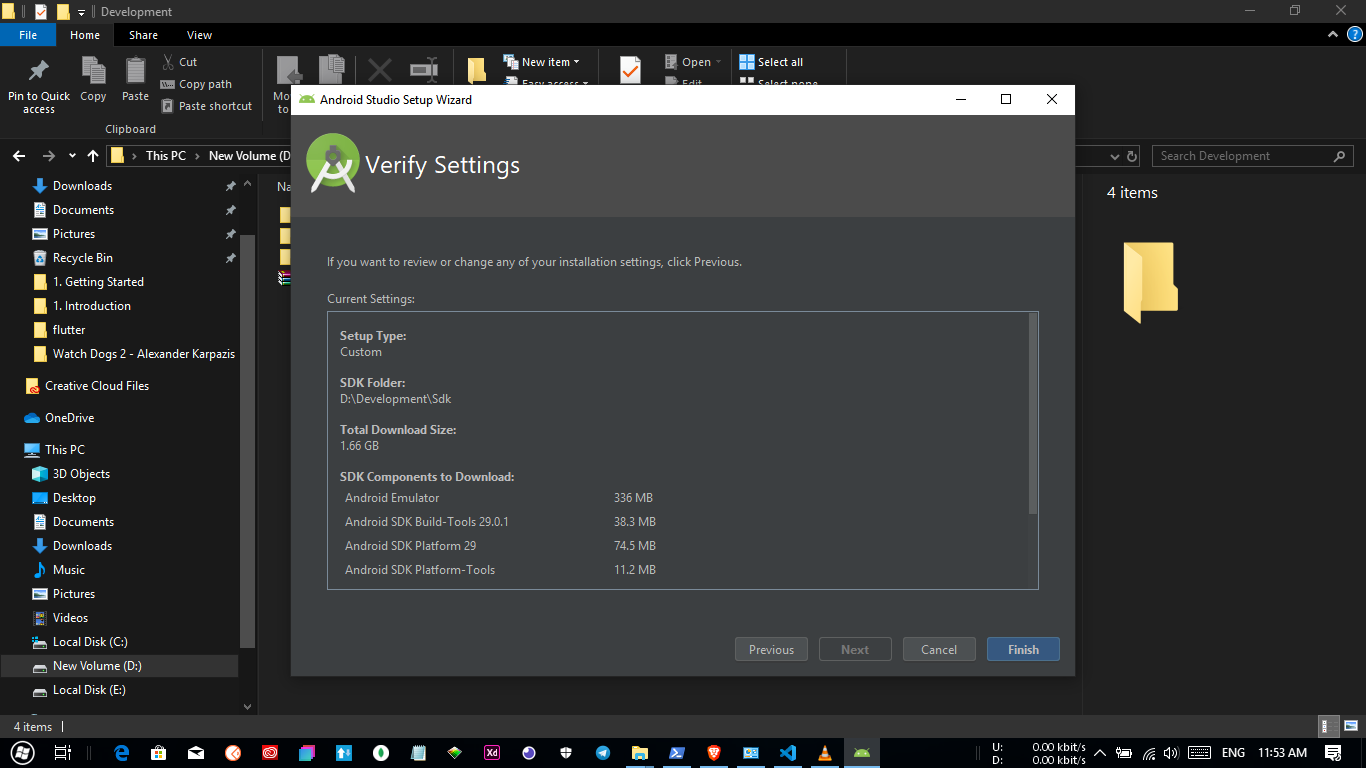 Development
File Home Share View
Pin to Quick access
Copy
Paste
Cut
Copy path
Paste shortcut
Clipboard
New item
Easy access
Open
Edit
Select all
Select none
This PC New Volume (D
Search Development
Android Studio Setup Wizard
Verify Settings
If you want to review or change any of your installation settings, click Previous.
Current Settings:
Setup Type:
Custom
SDK Folder:
D:\Development\Sdk
Total Download Size:
1.66 GB
SDK Components to Download:
Android Emulator 336 MB
Android SDK Build-Tools 29.0.1 38.3 MB
Android SDK Platform 29 74.5 MB
Android SDK Platform-Tools 11.2 MB
Previous Next Cancel Finish
Downloads
Documents
Pictures
Recycle Bin
1. Getting Started
1. Introduction
flutter
Watch Dogs 2 - Alexander Karpazis
Creative Cloud Files
OneDrive
This PC
3D Objects
Desktop
Documents
Downloads
Music
Pictures
Videos
Local Disk (C:)
New Volume (D:)
Local Disk (E:)
4 items
4 items
Xd
U: 0.00 kbit/s
D: 0.00 kbit/s
ENG 11:53 AM